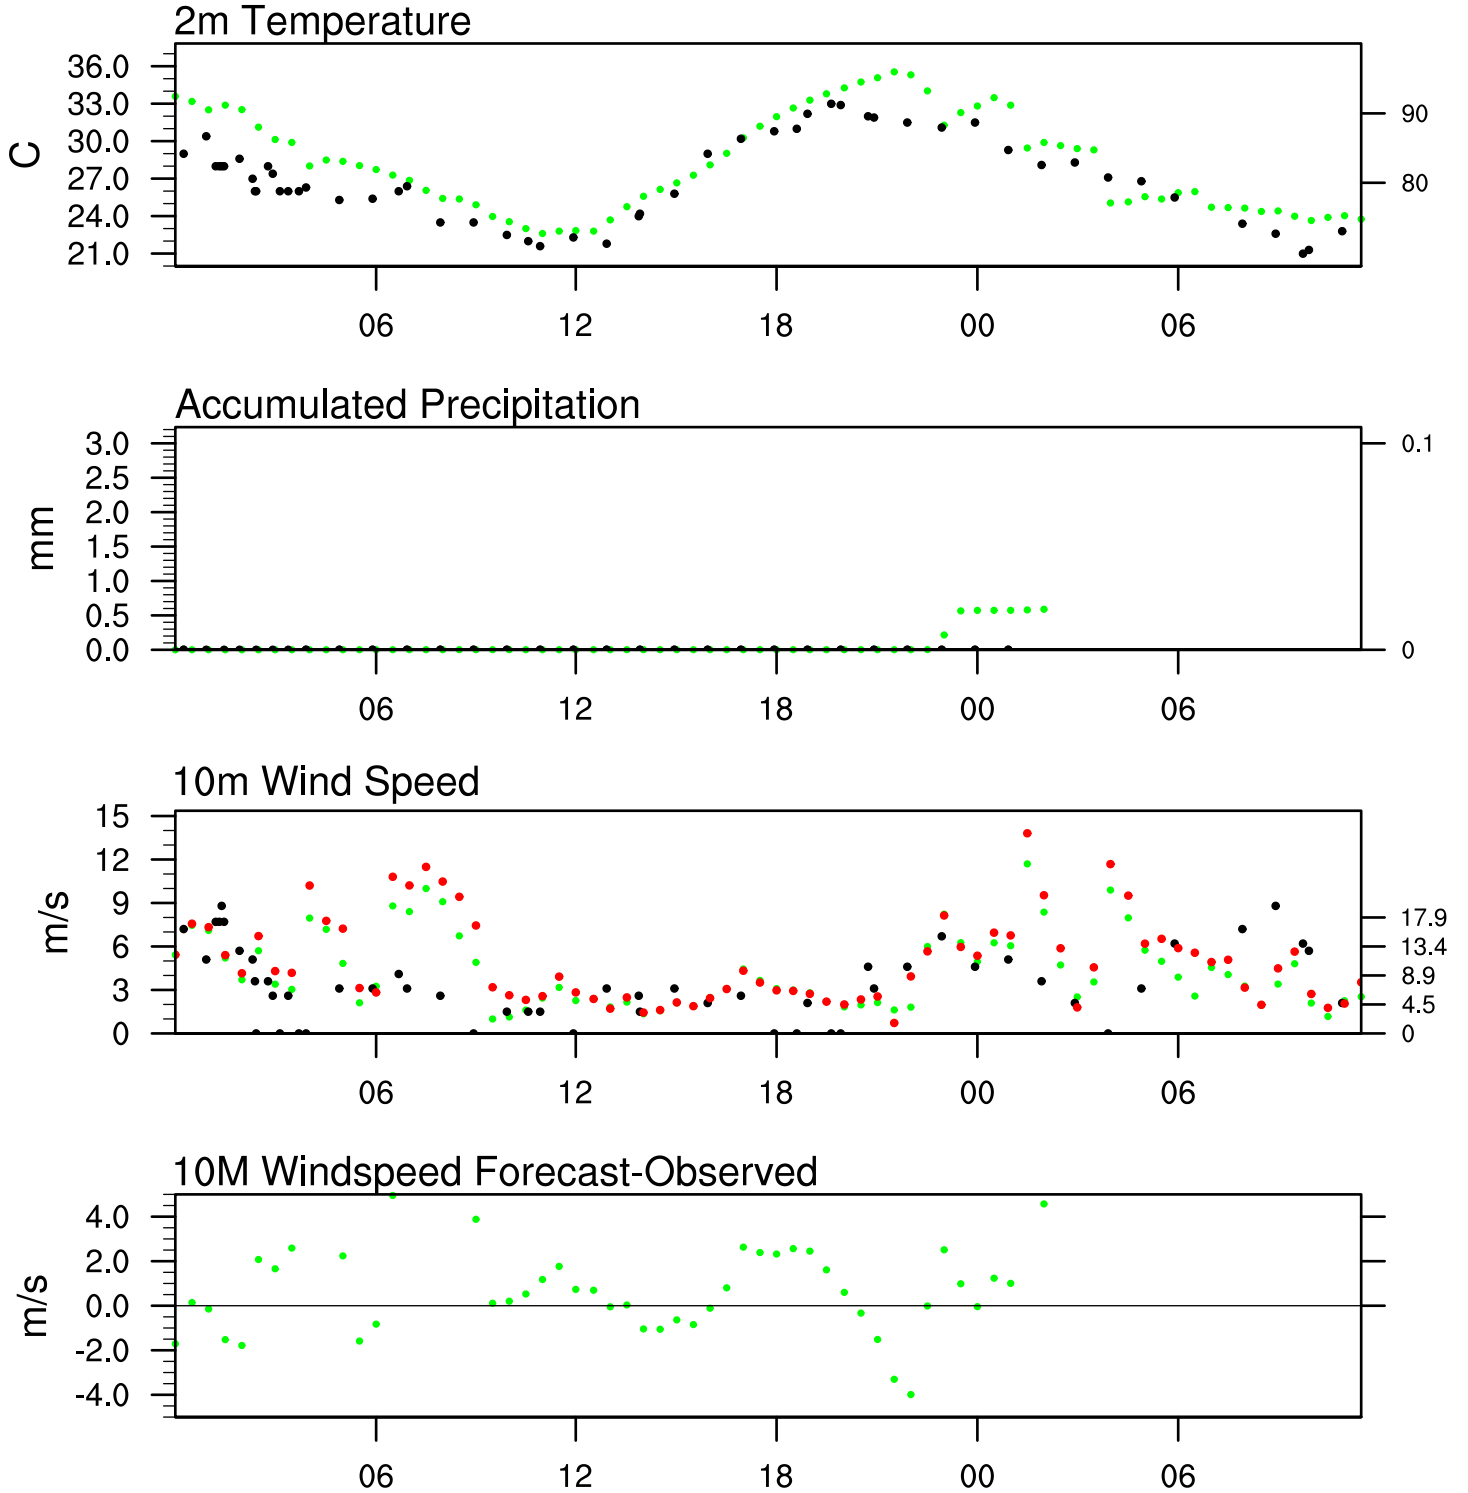 2m Temperature
36.0
33.0
30.0
27.0
24.0
21.0
C
90
80
06 12 18 00 06
Accumulated Precipitation
3.0
2.5
2.0
1.5
1.0
0.5
0.0
mm
0.1
0
06 12 18 00 06
10m Wind Speed
15
12
9
6
3
0
m/s
17.9
13.4
8.9
4.5
0
06 12 18 00 06
10M Windspeed Forecast-Observed
4.0
2.0
0.0
-2.0
-4.0
m/s
06 12 18 00 06